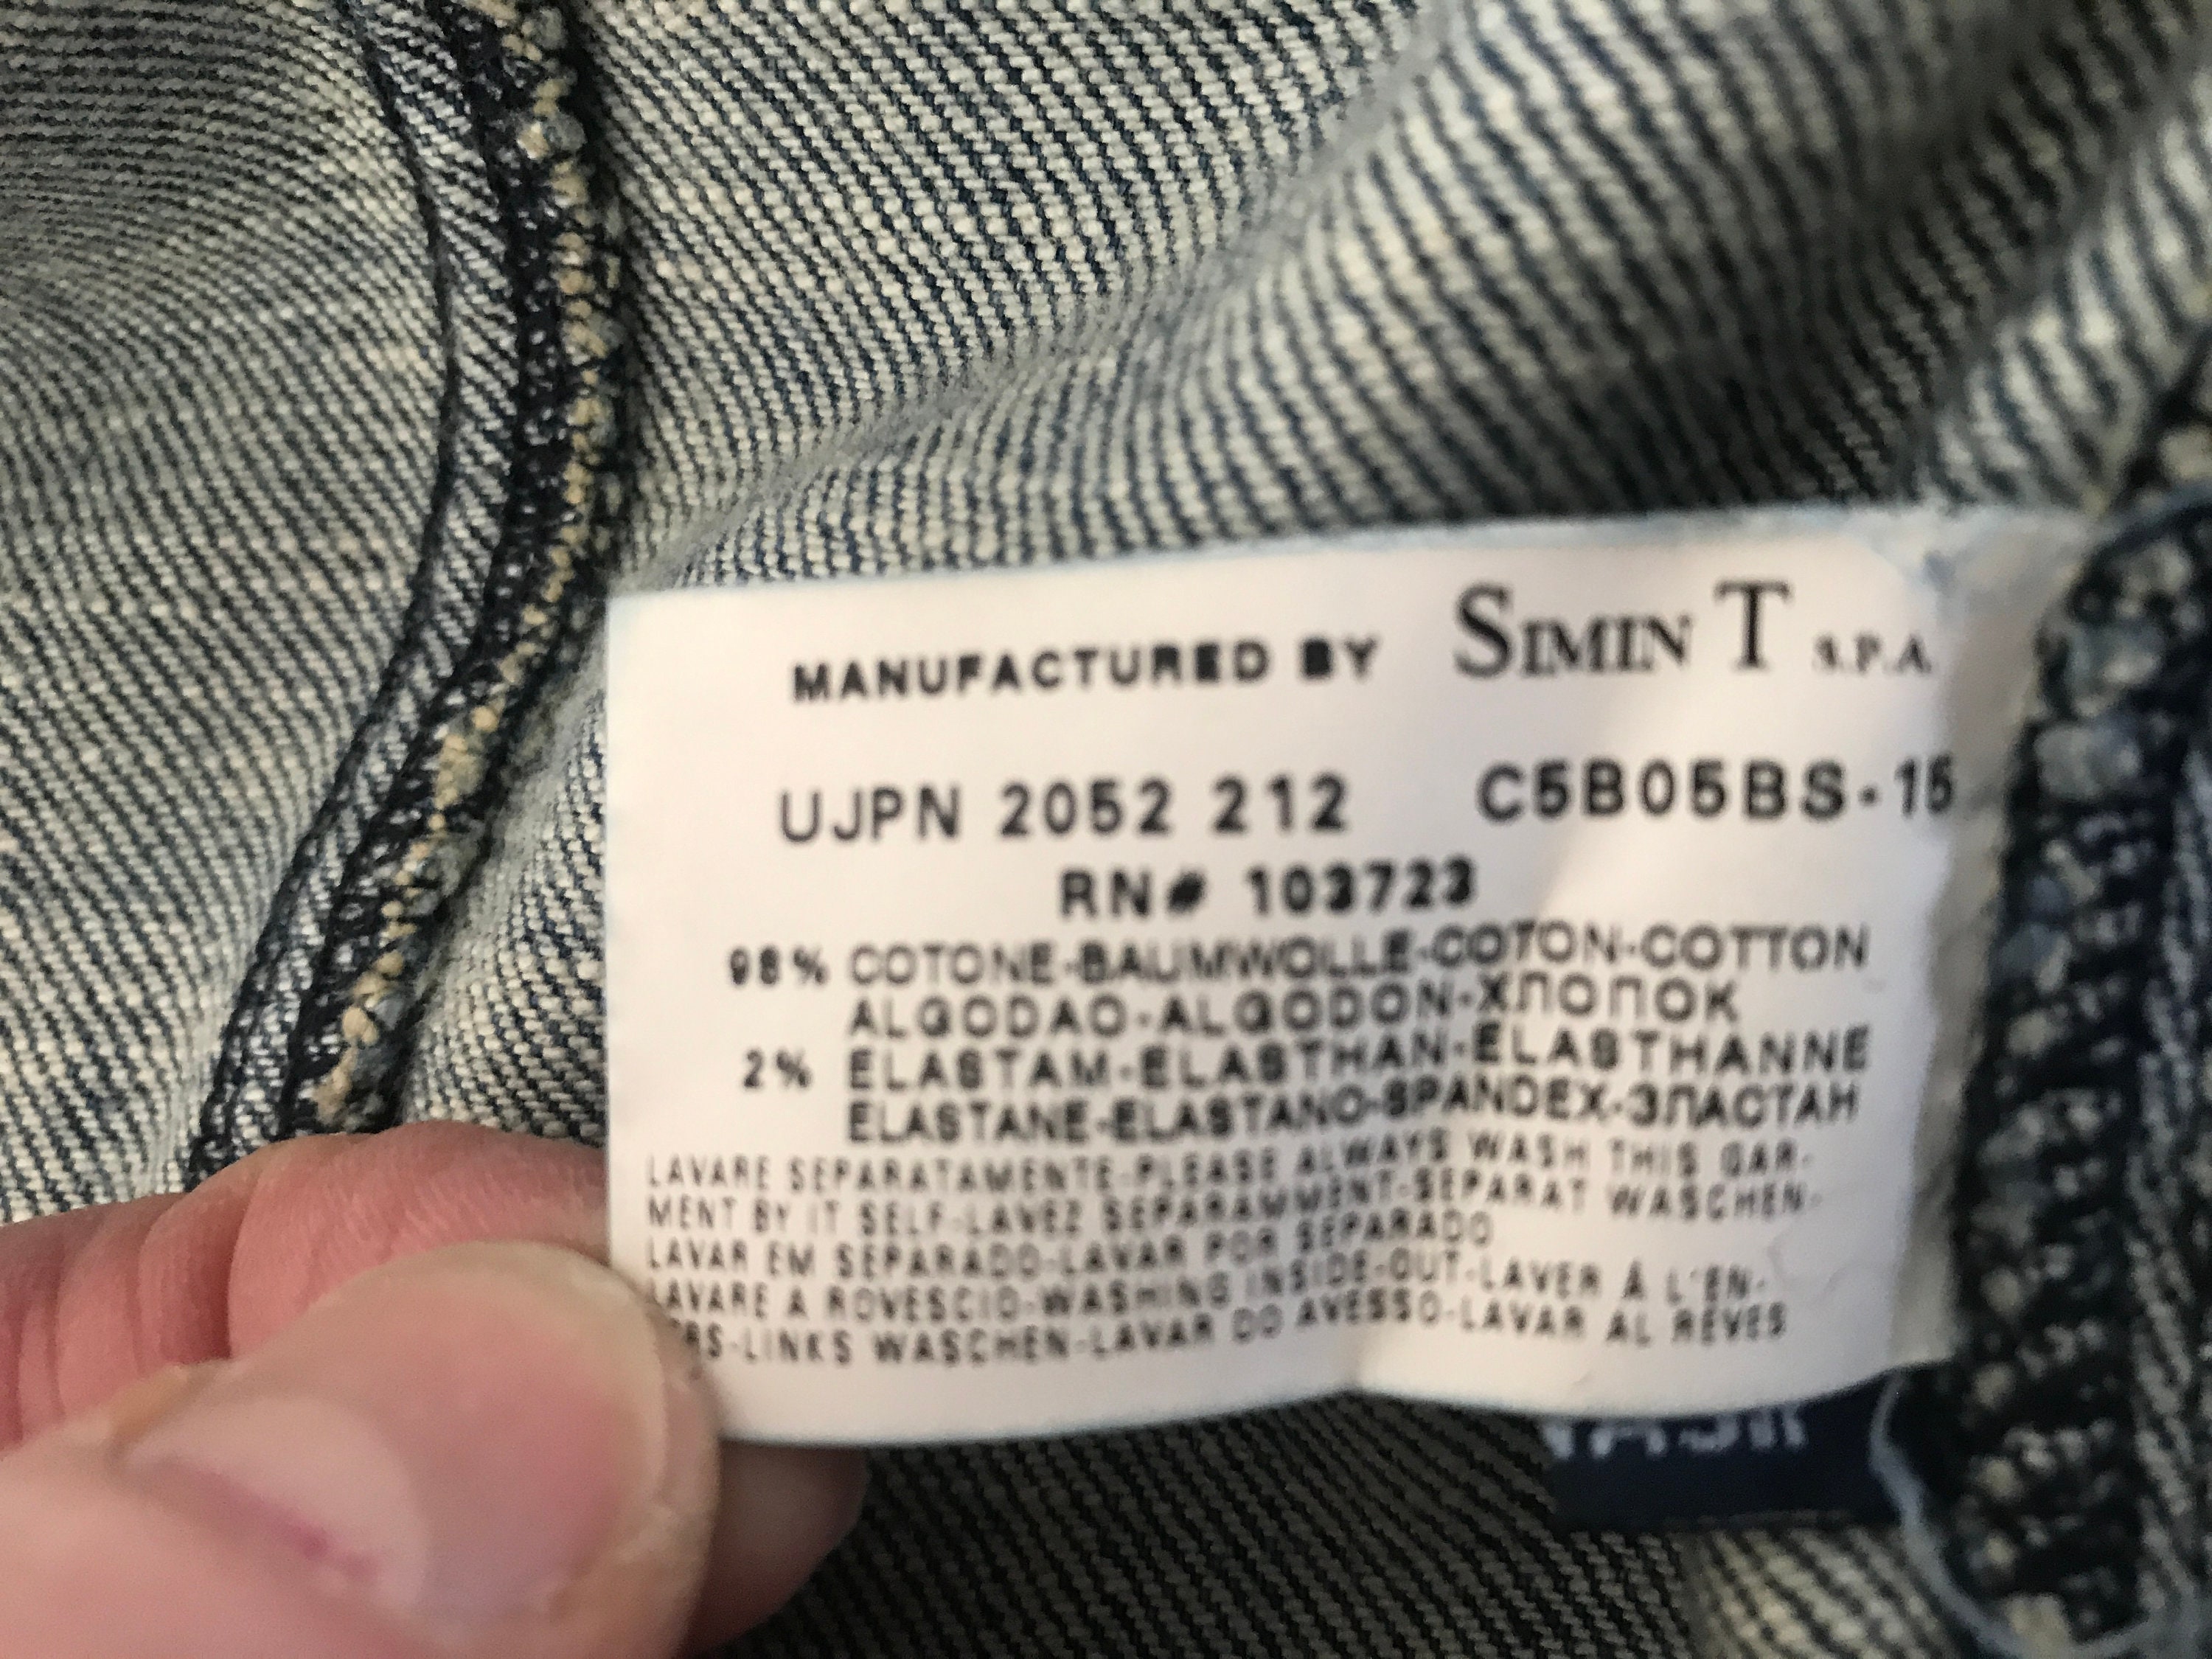 MANUFACTURED BY SIMIN T S.P.A.
UJPN 2052 212 C5B05BS-15
RN# 103723
98% COTONE-BAUMWOLLE-COTON-COTTON
ALGODAO-ALGODON-ХЛОПОК
2% ELASTAM-ELASTHAN-ELASTHANNE
ELASTANE-ELASTANO-SPANDEX-ЭЛАСТАН
LAVARE SEPARATAMENTE-PLEASE ALWAYS WASH THIS GAR-
MENT BY IT SELF-LAVEZ SEPARAMMENT-SEPARAT WASCHEN-
LAVAR EM SEPARADO-LAVAR POR SEPARADO
LAVARE A ROVESCIO-WASHING INSIDE-OUT-LAVER À L'EN-
LINKS WASCHEN-LAVAR DO AVESSO-LAVAR AL REVES